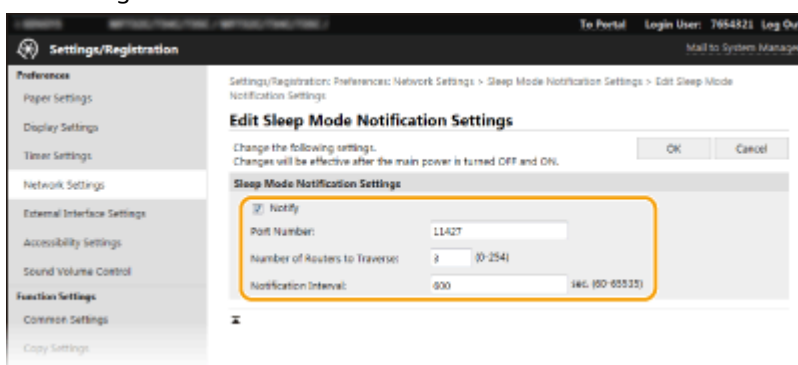 To Portal Login User: 7654321 Log Ou
Settings/Registration
Mail to System Manage
Preferences
Paper Settings
Display Settings
Timer Settings
Network Settings
External Interface Settings
Accessibility Settings
Sound Volume Control
Function Settings
Common Settings
Copy Settings
Settings/Registration: Preferences: Network Settings > Sleep Mode Notification Settings > Edit Sleep Mode
Notification Settings
Edit Sleep Mode Notification Settings
Change the following settings.
Changes will be effective after the main power is turned OFF and ON.
OK Cancel
Sleep Mode Notification Settings
Notify
Port Number: 11427
Number of Routers to Traverse: 3 (0-254)
Notification Interval: 600 sec. (60-65535)